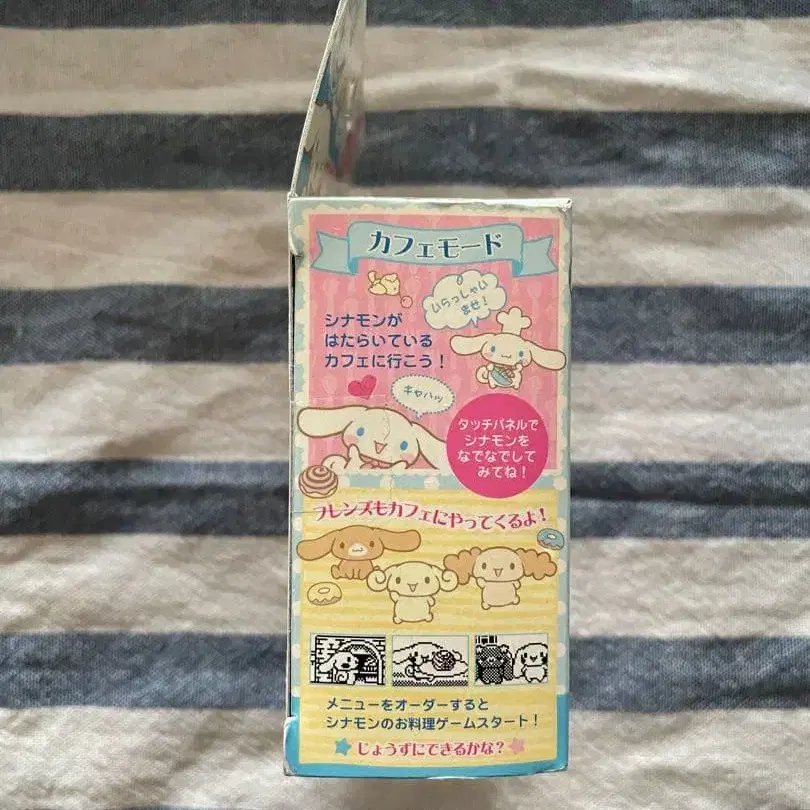 カフェモード
いらっしゃい
ませ!
シナモンが
はたらいている
カフェに行こう!
キャハッ
タッチパネルで
シナモンを
なでなでして
みてね!
フレンズもカフェにやってくるよ!
メニューをオーダーすると
シナモンのお料理ゲームスタート!
じょうずにできるかな?